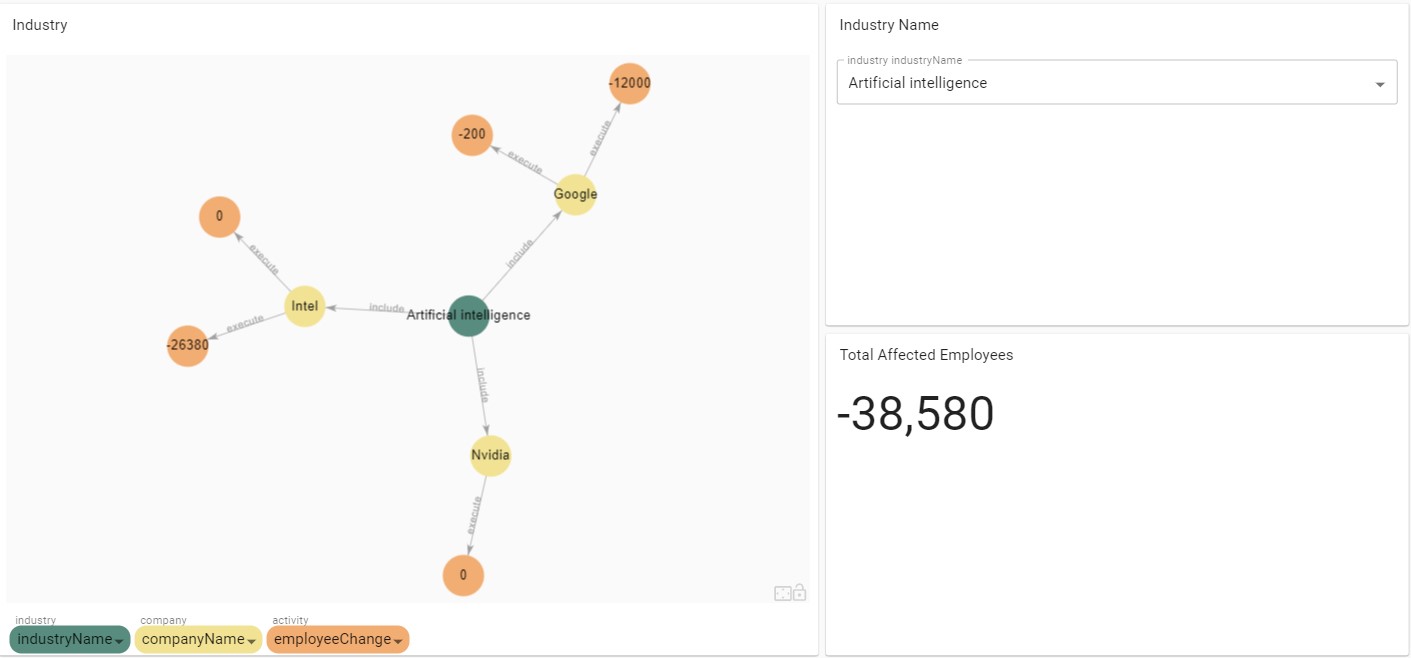 Industry
-12000
-200
execute
execute
Google
0
include
execute
Intel
include
Artificial intelligence
execute
-26380
include
Nvidia
execute
0
industry
company
activity
industryName
companyName
employeeChange
Industry Name
industry industryName
Artificial intelligence
Total Affected Employees
-38,580